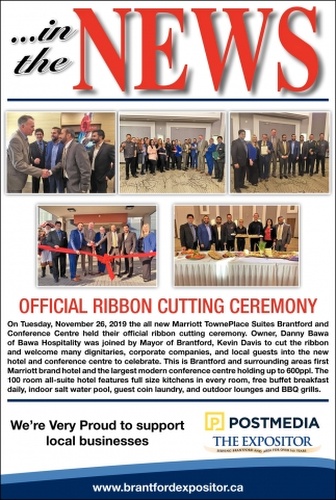 ...in
the
NEWS
OFFICIAL RIBBON CUTTING CEREMONY
On Tuesday, November 26, 2019 the all new Marriott TownePlace Suites Brantford and
Conference Centre held their official ribbon cutting ceremony. Owner, Danny Bawa
of Bawa Hospitality was joined by Mayor of Brantford, Kevin Davis to cut the ribbon
and welcome many dignitaries, corporate companies, and local guests into the new
hotel and conference centre to celebrate. This is Brantford and surrounding areas first
Marriott brand hotel and the largest modern conference centre holding up to 600ppl. The
100 room all-suite hotel features full size kitchens in every room, free buffet breakfast
daily, indoor salt water pool, guest coin laundry, and outdoor lounges and BBQ grills.
We're Very Proud to support
local businesses
POSTMEDIA
THE EXPOSITOR
www.brantfordexpositor.ca